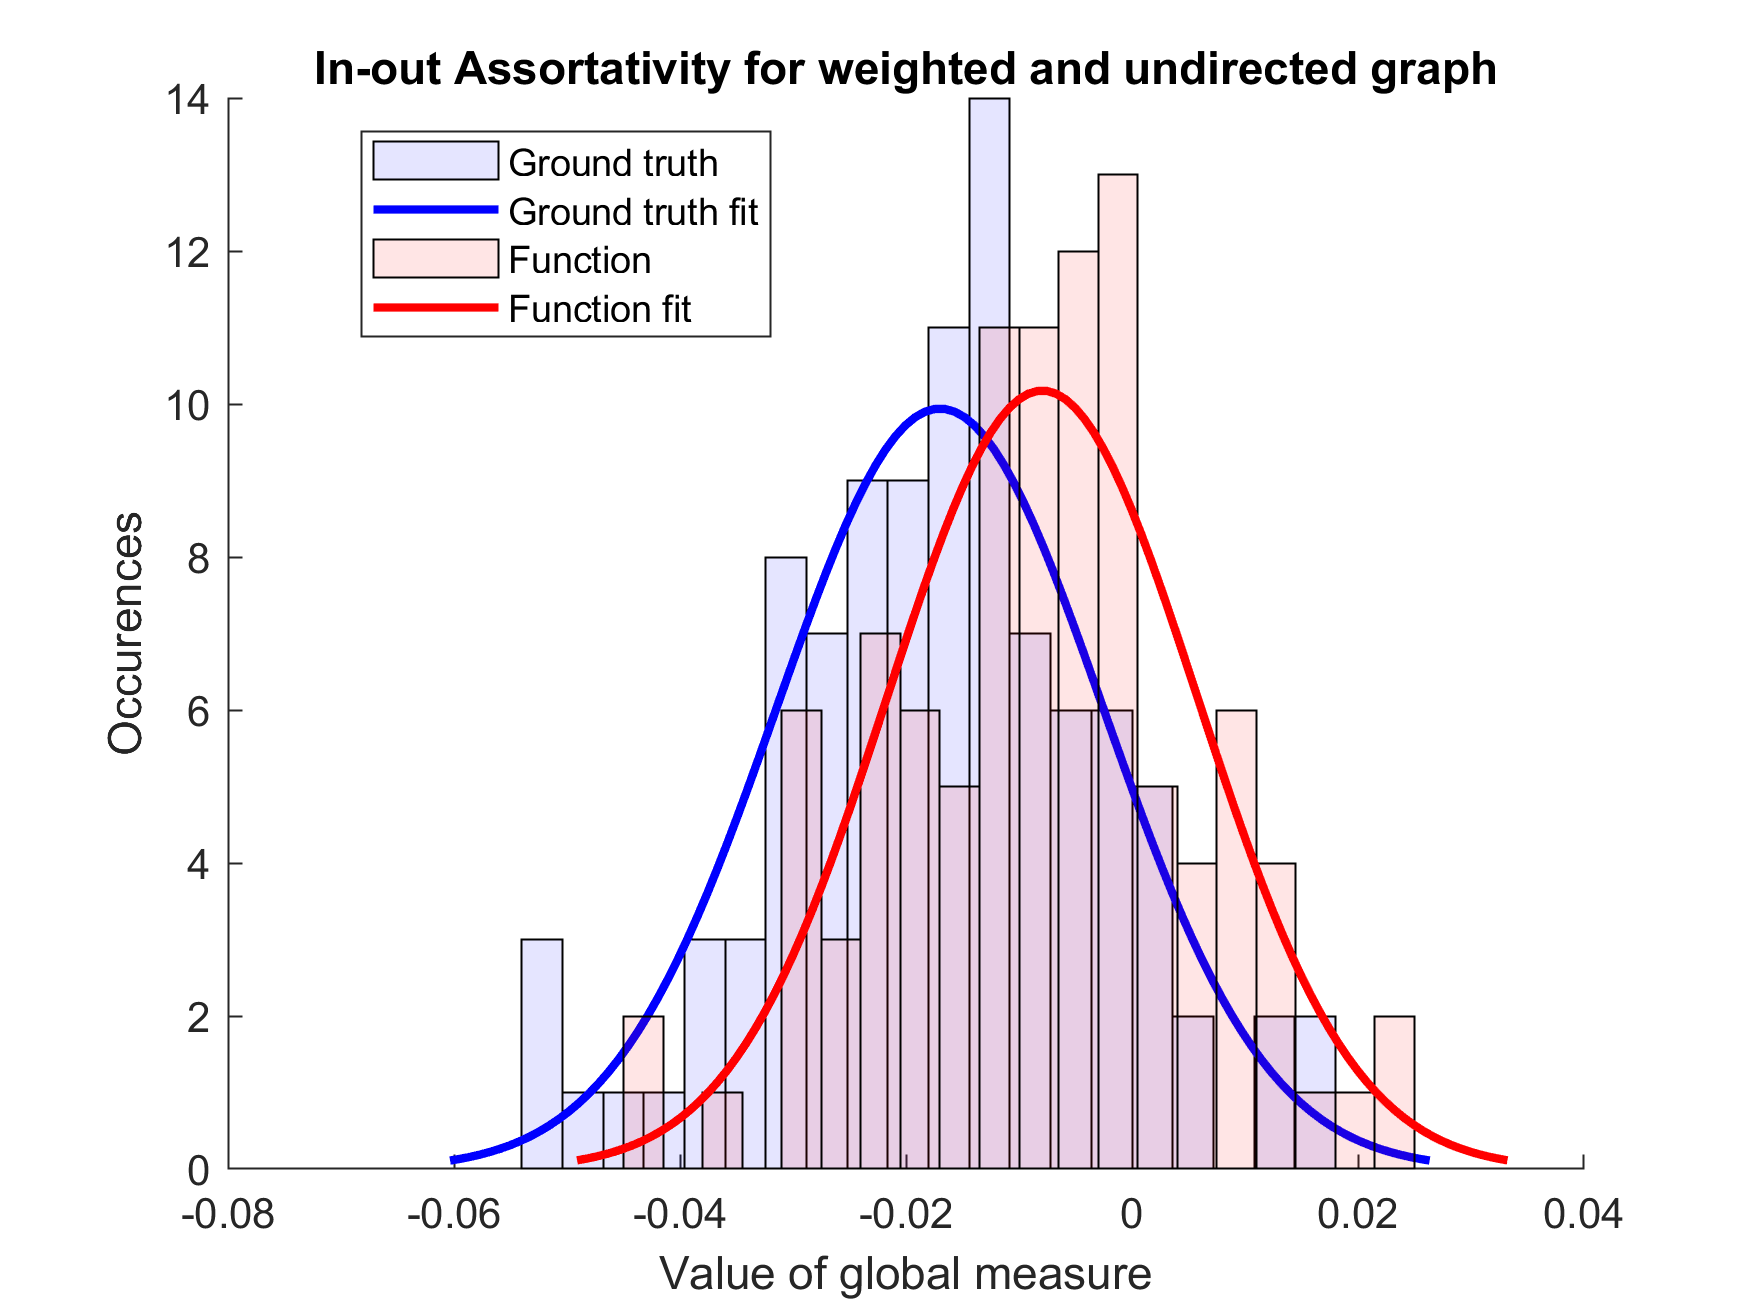 In-out Assortativity for weighted and undirected graph
14
12
10
8
6
4
2
0
Occurences
Ground truth
Ground truth fit
Function
Function fit
-0.08 -0.06 -0.04 -0.02 0 0.02 0.04
Value of global measure